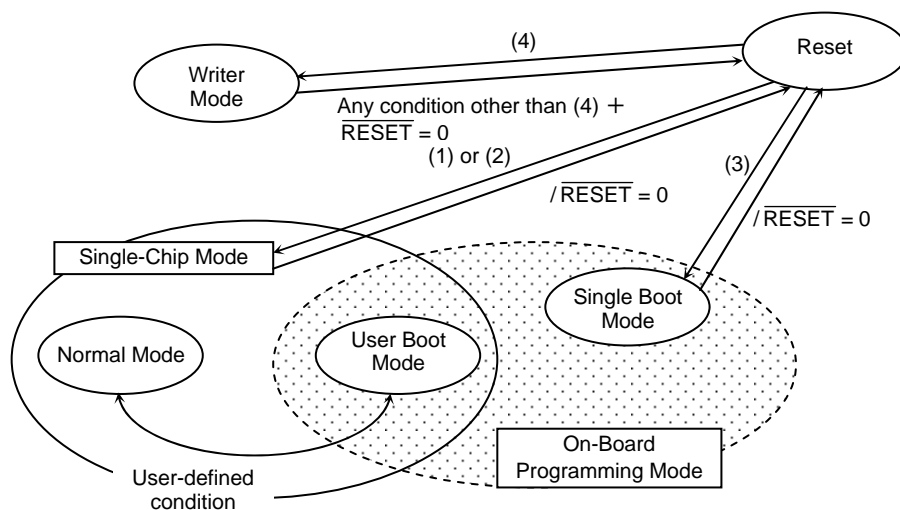 (4)
Reset
Writer
Mode
Any condition other than (4) +
RESET = 0
(1) or (2)
(3)
/ RESET = 0
/ RESET = 0
Single-Chip Mode
Single Boot
Mode
Normal Mode
User Boot
Mode
On-Board
Programming Mode
User-defined
condition